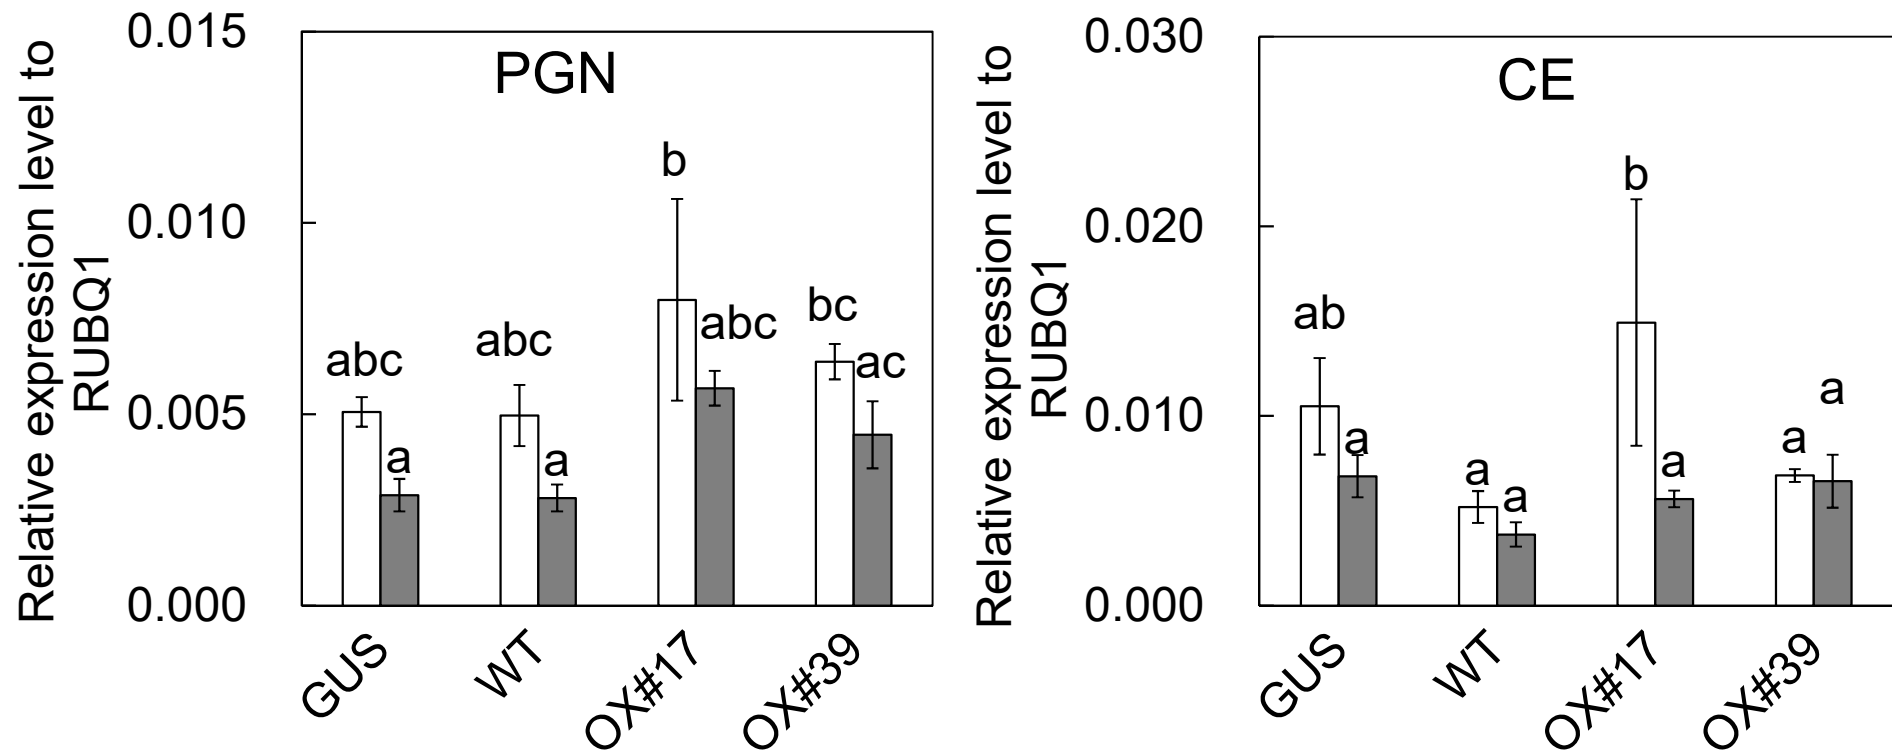 Relative expression level to
RUBQ1
0.015
0.010
0.005
0.000
PGN
abc
a
abc
a
b
abc
bc
ac
GUS
WT
OX#17
OX#39
Relative expression level to
RUBQ1
0.030
0.020
0.010
0.000
CE
ab
a
a
a
b
a
a
a
GUS
WT
OX#17
OX#39